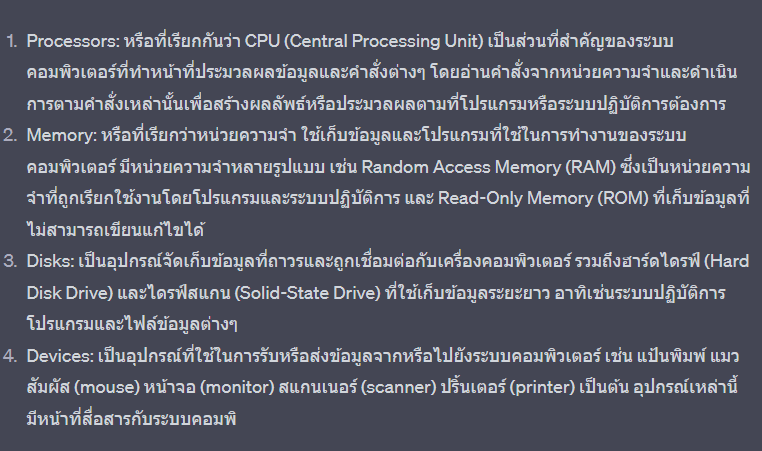 1. Processors: หรือที่เรียกกันว่า CPU (Central Processing Unit) เป็นส่วนที่สำคัญของระบบ
คอมพิวเตอร์ที่ทำหน้าที่ประมวลผลข้อมูลและคำสั่งต่างๆ โดยอ่านคำสั่งจากหน่วยความจำและดำเนิน
การตามคำสั่งเหล่านั้นเพื่อสร้างผลลัพธ์หรือประมวลผลตามที่โปรแกรมหรือระบบปฏิบัติการต้องการ
2. Memory: หรือที่เรียกว่าหน่วยความจำ ใช้เก็บข้อมูลและโปรแกรมที่ใช้ในการทำงานของระบบ
คอมพิวเตอร์ มีหน่วยความจำหลายรูปแบบ เช่น Random Access Memory (RAM) ซึ่งเป็นหน่วยความ
จำที่ถูกเรียกใช้งานโดยโปรแกรมและระบบปฏิบัติการ และ Read-Only Memory (ROM) ที่เก็บข้อมูลที่
ไม่สามารถเขียนแก้ไขได้
3. Disks: เป็นอุปกรณ์จัดเก็บข้อมูลที่ถาวรและถูกเชื่อมต่อกับเครื่องคอมพิวเตอร์ รวมถึงฮาร์ดไดรฟ์ (Hard
Disk Drive) และไดรฟ์สแกน (Solid-State Drive) ที่ใช้เก็บข้อมูลระยะยาว อาทิเช่นระบบปฏิบัติการ
โปรแกรมและไฟล์ข้อมูลต่างๆ
4. Devices: เป็นอุปกรณ์ที่ใช้ในการรับหรือส่งข้อมูลจากหรือไปยังระบบคอมพิวเตอร์ เช่น แป้นพิมพ์ แมว
สัมผัส (mouse) หน้าจอ (monitor) สแกนเนอร์ (scanner) ปริ้นเตอร์ (printer) เป็นต้น อุปกรณ์เหล่านี้
มีหน้าที่สื่อสารกับระบบคอมพิ